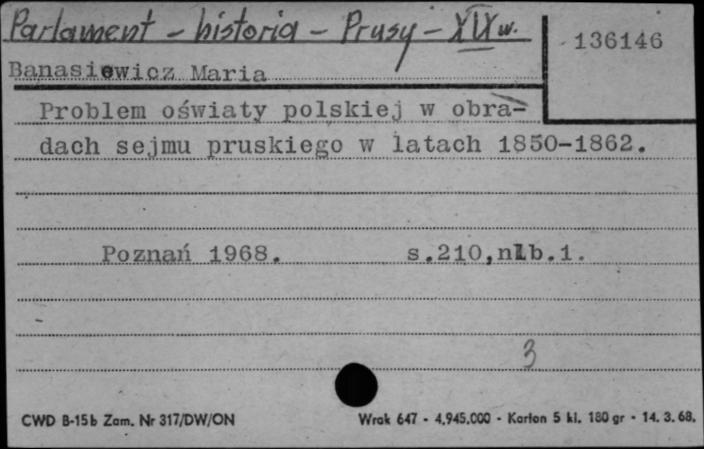 Parlament - historia - Prusy - XIX w.
136146
Banasiewicz Maria
Problem oświaty polskiej w obra-
dach sejmu pruskiego w latach 1850-1862.
Poznań 1968. s.210,nlb.1.
3
CWD B-15b Zam. Nr 317/DW/ON Wrak 647 - 4.945.000 - Karton 5 kl. 180 gr - 14. 3. 68.